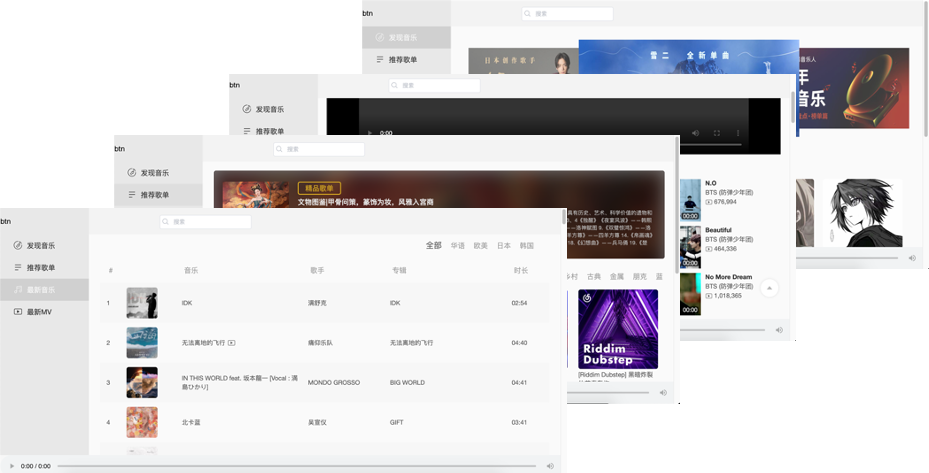 btn
搜索
发现音乐
推荐歌单
日本创作歌手
雪二 全新单曲
音乐人
音乐
btn
搜索
发现音乐
推荐歌单
0:00
N.O
BTS (防弹少年团)
676,994
00:00
Beautiful
BTS (防弹少年团)
464,336
00:00
No More Dream
BTS (防弹少年团)
1,018,365
00:00
btn
搜索
发现音乐
推荐歌单
精品歌单
文物图鉴|甲骨问策,篆饰为妆,风雅入宫商
乡村 古典 金属 朋克 蓝
Riddim
Dubstep
[Riddim Dubstep] 黑暗炸裂
btn
搜索
发现音乐
推荐歌单
最新音乐
最新MV
全部 华语 欧美 日本 韩国
# 音乐 歌手 专辑 时长
1 IDK 满舒克 IDK 02:54
2 无法离地的飞行 痛仰乐队 无法离地的飞行 04:40
3 IN THIS WORLD feat. 坂本龍一 [Vocal : 満島ひかり] MONDO GROSSO BIG WORLD 04:41
4 北卡蓝 吴宣仪 GIFT 03:41
0:00 / 0:00